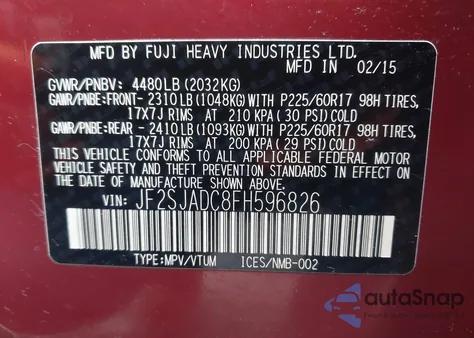 MFD. BY FUJI HEAVY INDUSTRIES LTD.
MFD. IN 02/15
GVWR/PNBV: 4480LB(2032KG)
GAWR/PNBE:FRONT- 2310LB(1048KG)WITH P225/60R17 98H TIRES,
17X7J RIMS AT 210 KPA (30 PSI)COLD
GAWR/PNBE:REAR - 2410LB(1093KG)WITH P225/60R17 98H TIRES,
17X7J RIMS AT 200 KPA (29 PSI)COLD
THIS VEHICLE CONFORMS TO ALL APPLICABLE FEDERAL MOTOR
VEHICLE SAFETY AND THEFT PREVENTION STANDARDS IN EFFECT
ON THE DATE OF MANUFACTURE SHOWN ABOVE.
VIN: JF2SJADC8FH596826
TYPE:MPV/VTUM ICES/NMB-002
autoSnap